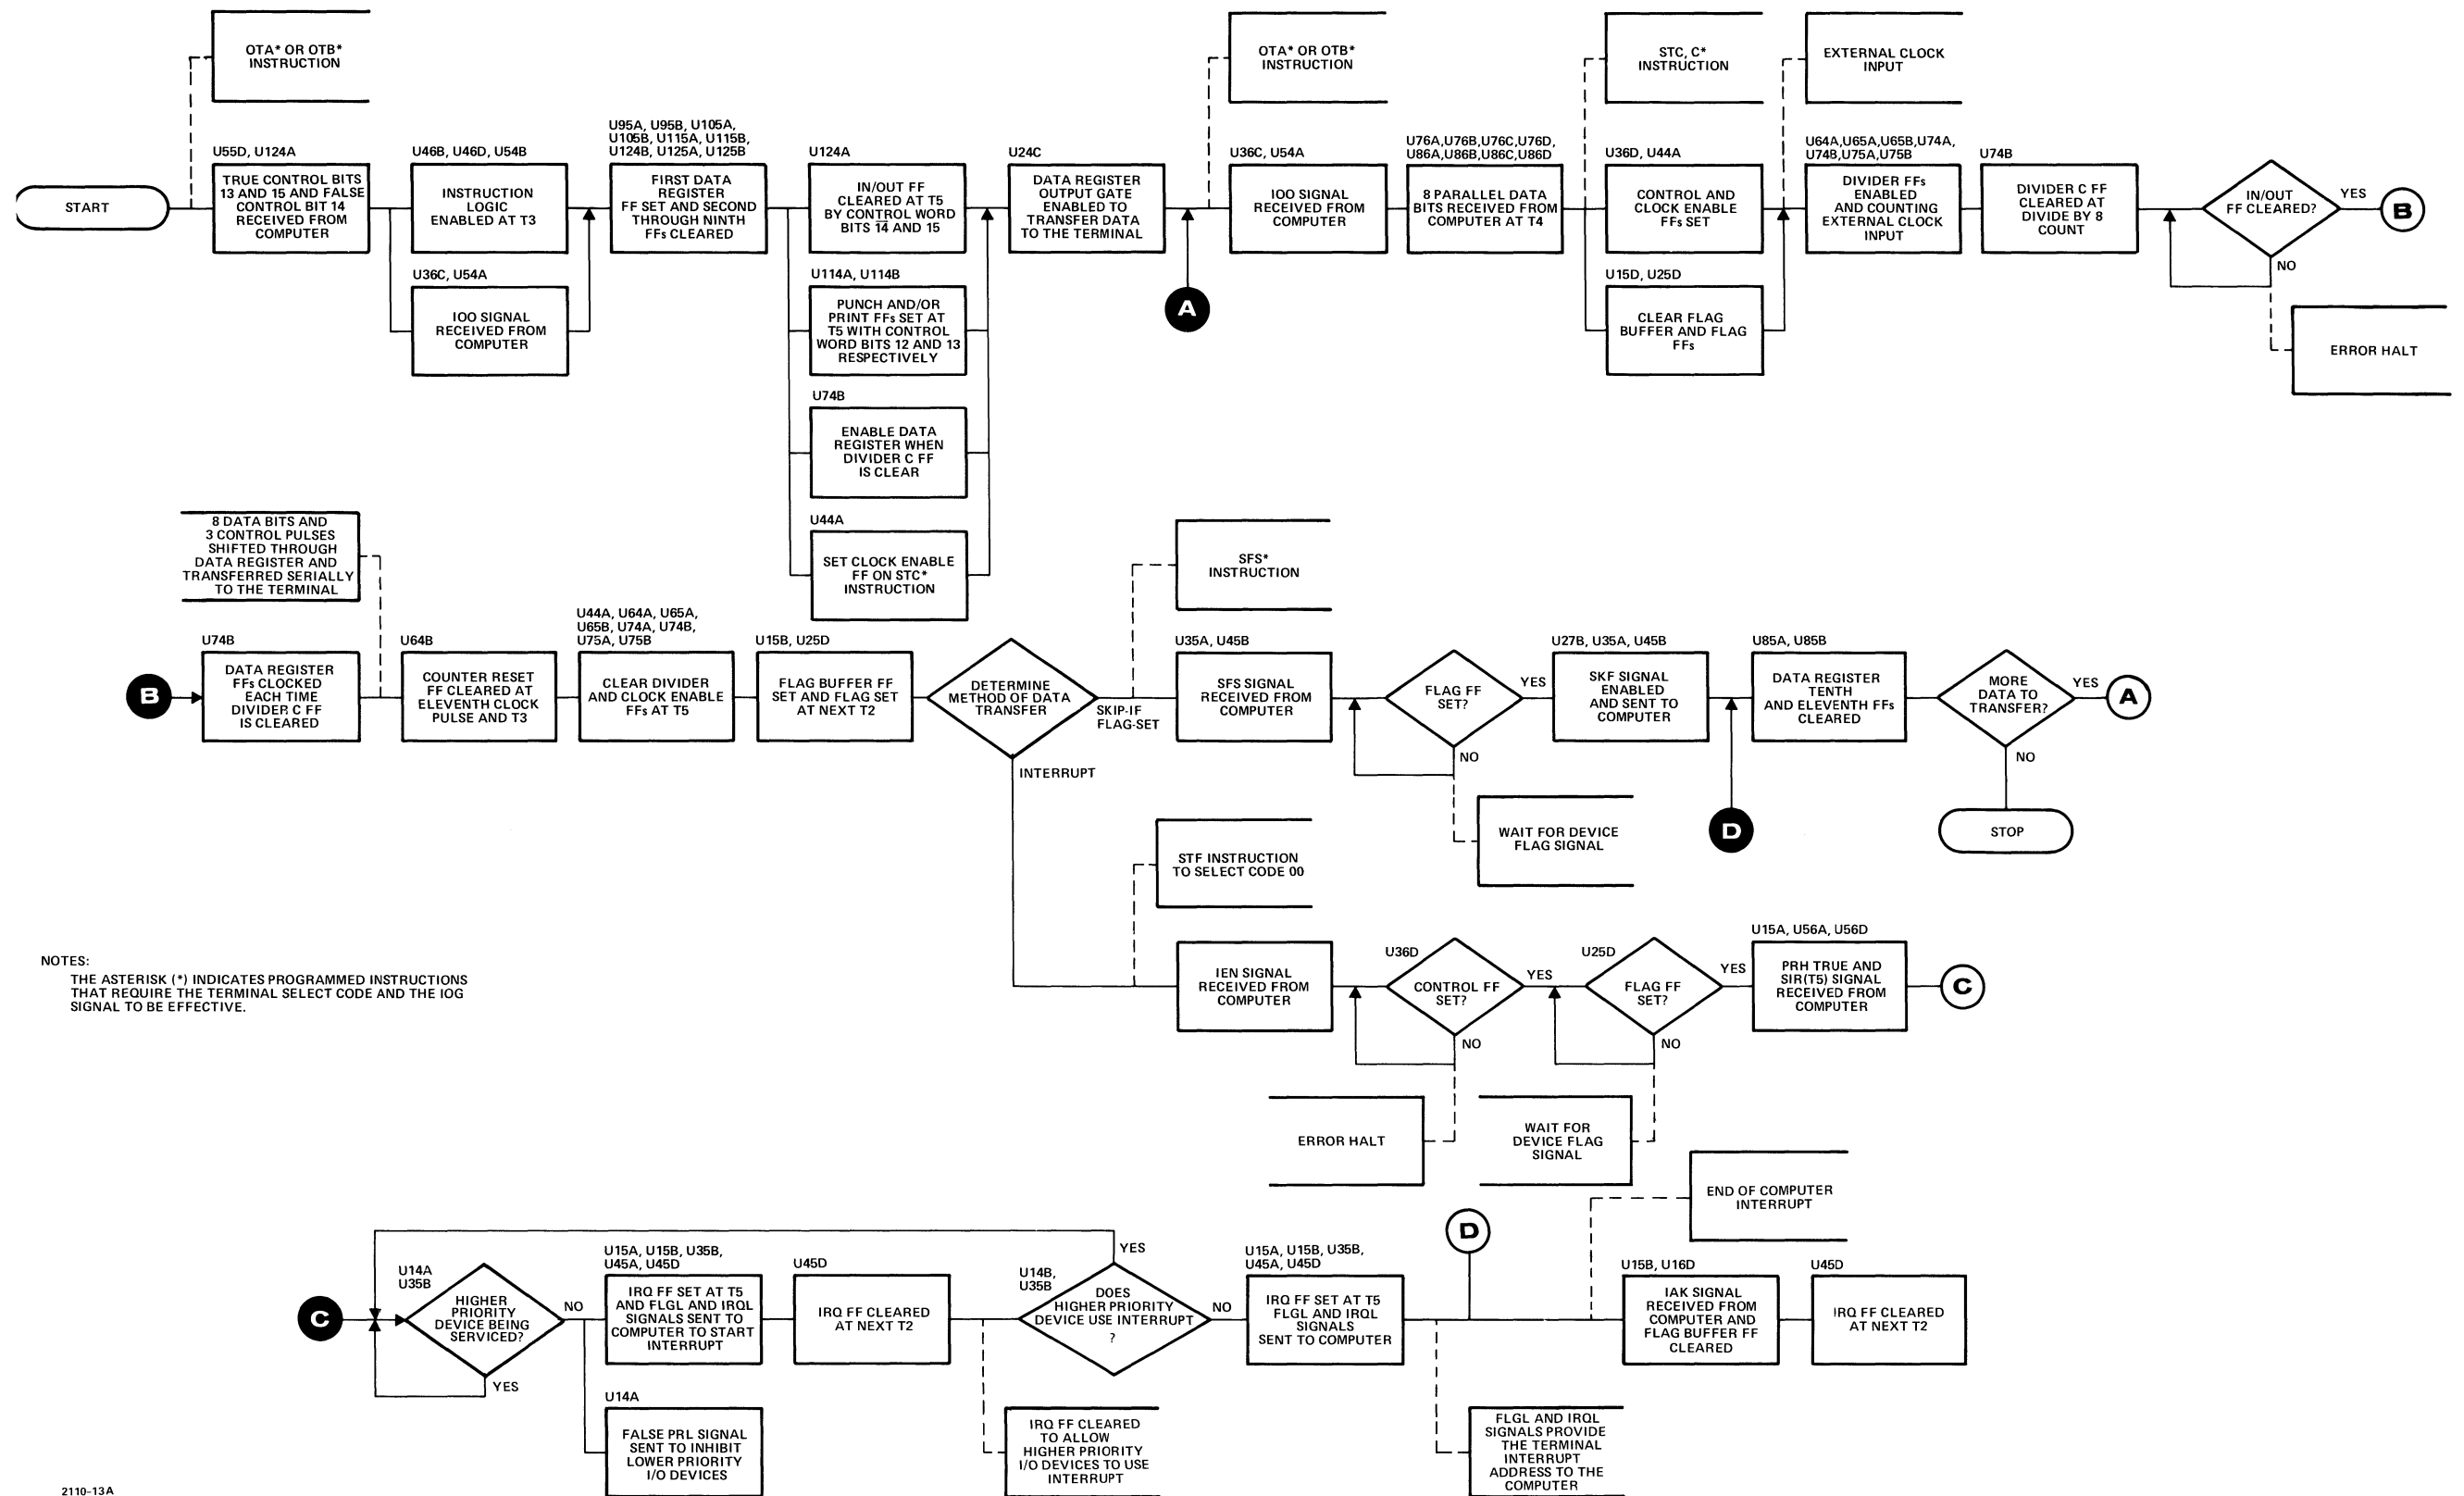 OTA* OR OTB*
INSTRUCTION
START
U55D, U124A
TRUE CONTROL BITS
13 AND 15 AND FALSE
CONTROL BIT 14
RECEIVED FROM
COMPUTER
U46B, U46D, U54B
INSTRUCTION
LOGIC
ENABLED AT T3
U36C, U54A
IOO SIGNAL
RECEIVED FROM
COMPUTER
U95A, U95B, U105A,
U105B, U115A, U115B,
U124B, U125A, U125B
FIRST DATA
REGISTER
FF SET AND SECOND
THROUGH NINTH
FFs CLEARED
U124A
IN/OUT FF
CLEARED AT T5
BY CONTROL WORD
BITS 14 AND 15
U114A, U114B
PUNCH AND/OR
PRINT FFs SET AT
T5 WITH CONTROL
WORD BITS 12 AND 13
RESPECTIVELY
U74B
ENABLE DATA
REGISTER WHEN
DIVIDER C FF
IS CLEAR
U44A
SET CLOCK ENABLE
FF ON STC*
INSTRUCTION
U24C
DATA REGISTER
OUTPUT GATE
ENABLED TO
TRANSFER DATA
TO THE TERMINAL
A
OTA* OR OTB*
INSTRUCTION
U36C, U54A
IOO SIGNAL
RECEIVED FROM
COMPUTER
U76A,U76B,U76C,U76D,
U86A,U86B,U86C,U86D
8 PARALLEL DATA
BITS RECEIVED FROM
COMPUTER AT T4
STC, C*
INSTRUCTION
U36D, U44A
CONTROL AND
CLOCK ENABLE
FFs SET
U15D, U25D
CLEAR FLAG
BUFFER AND FLAG
FFs
EXTERNAL CLOCK
INPUT
U64A,U65A,U65B,U74A,
U74B,U75A,U75B
DIVIDER FFs
ENABLED
AND COUNTING
EXTERNAL CLOCK
INPUT
U74B
DIVIDER C FF
CLEARED AT
DIVIDE BY 8
COUNT
IN/OUT
FF CLEARED?
YES
B
NO
ERROR HALT
8 DATA BITS AND
3 CONTROL PULSES
SHIFTED THROUGH
DATA REGISTER AND
TRANSFERRED SERIALLY
TO THE TERMINAL
B
U74B
DATA REGISTER
FFs CLOCKED
EACH TIME
DIVIDER C FF
IS CLEARED
U64B
COUNTER RESET
FF CLEARED AT
ELEVENTH CLOCK
PULSE AND T3
U44A, U64A, U65A,
U65B, U74A, U74B,
U75A, U75B
CLEAR DIVIDER
AND CLOCK ENABLE
FFs AT T5
U15B, U25D
FLAG BUFFER FF
SET AND FLAG SET
AT NEXT T2
DETERMINE
METHOD OF DATA
TRANSFER
SKIP-IF
FLAG-SET
INTERRUPT
SFS*
INSTRUCTION
U35A, U45B
SFS SIGNAL
RECEIVED FROM
COMPUTER
FLAG FF
SET?
YES
NO
WAIT FOR DEVICE
FLAG SIGNAL
U27B, U35A, U45B
SKF SIGNAL
ENABLED
AND SENT TO
COMPUTER
D
U85A, U85B
DATA REGISTER
TENTH
AND ELEVENTH FFs
CLEARED
MORE
DATA TO
TRANSFER?
YES
A
NO
STOP
STF INSTRUCTION
TO SELECT CODE 00
IEN SIGNAL
RECEIVED FROM
COMPUTER
U36D
CONTROL FF
SET?
YES
NO
ERROR HALT
U25D
FLAG FF
SET?
YES
NO
WAIT FOR
DEVICE FLAG
SIGNAL
U15A, U56A, U56D
PRH TRUE AND
SIR(T5) SIGNAL
RECEIVED FROM
COMPUTER
C
NOTES:
THE ASTERISK (*) INDICATES PROGRAMMED INSTRUCTIONS
THAT REQUIRE THE TERMINAL SELECT CODE AND THE IOG
SIGNAL TO BE EFFECTIVE.
C
U14A
U35B
HIGHER
PRIORITY
DEVICE BEING
SERVICED?
NO
YES
U15A, U15B, U35B,
U45A, U45D
IRQ FF SET AT T5
AND FLGL AND IRQL
SIGNALS SENT TO
COMPUTER TO START
INTERRUPT
U14A
FALSE PRL SIGNAL
SENT TO INHIBIT
LOWER PRIORITY
I/O DEVICES
U45D
IRQ FF CLEARED
AT NEXT T2
IRQ FF CLEARED
TO ALLOW
HIGHER PRIORITY
I/O DEVICES TO USE
INTERRUPT
U14B,
U35B
YES
DOES
HIGHER PRIORITY
DEVICE USE INTERRUPT
?
NO
U15A, U15B, U35B,
U45A, U45D
IRQ FF SET AT T5
FLGL AND IRQL
SIGNALS
SENT TO COMPUTER
D
FLGL AND IRQL
SIGNALS PROVIDE
THE TERMINAL
INTERRUPT
ADDRESS TO THE
COMPUTER
END OF COMPUTER
INTERRUPT
U15B, U16D
IAK SIGNAL
RECEIVED FROM
COMPUTER AND
FLAG BUFFER FF
CLEARED
U45D
IRQ FF CLEARED
AT NEXT T2
2110-13A